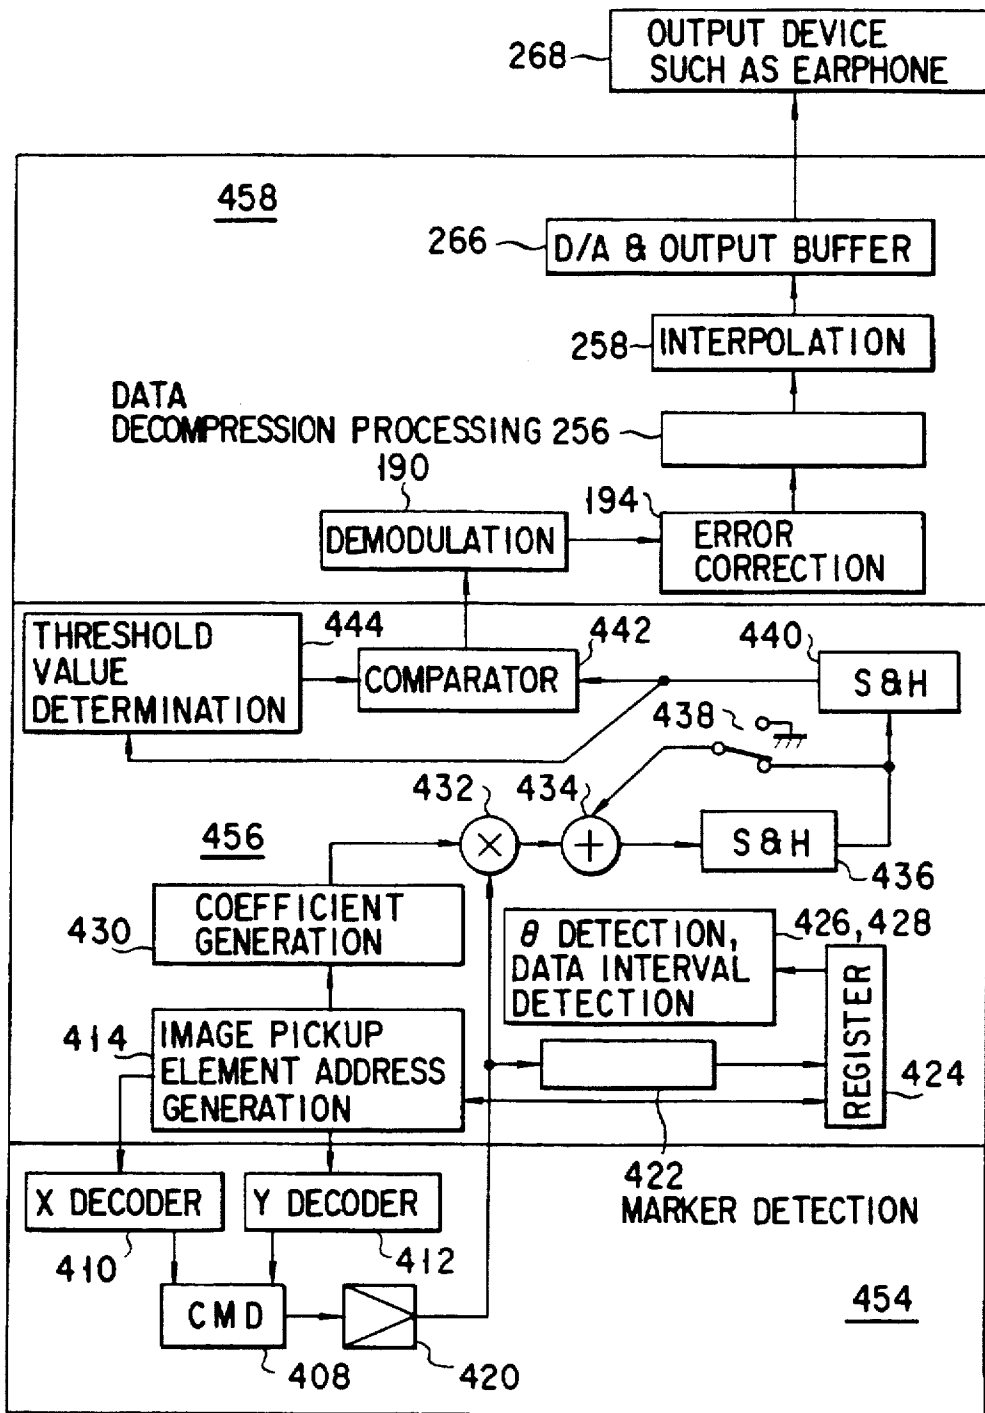 OUTPUT DEVICE
SUCH AS EARPHONE
268
458
266
D/A & OUTPUT BUFFER
258
INTERPOLATION
DATA
DECOMPRESSION PROCESSING 256
190
194
DEMODULATION
ERROR
CORRECTION
THRESHOLD
VALUE
DETERMINATION
444
442
440
COMPARATOR
S&H
438
432
434
456
×
+
S&H
436
COEFFICIENT
GENERATION
430
426, 428
θ DETECTION,
DATA INTERVAL
DETECTION
414
IMAGE PICKUP
ELEMENT ADDRESS
GENERATION
REGISTER
424
422
MARKER DETECTION
X DECODER
Y DECODER
410
412
CMD
408
420
454